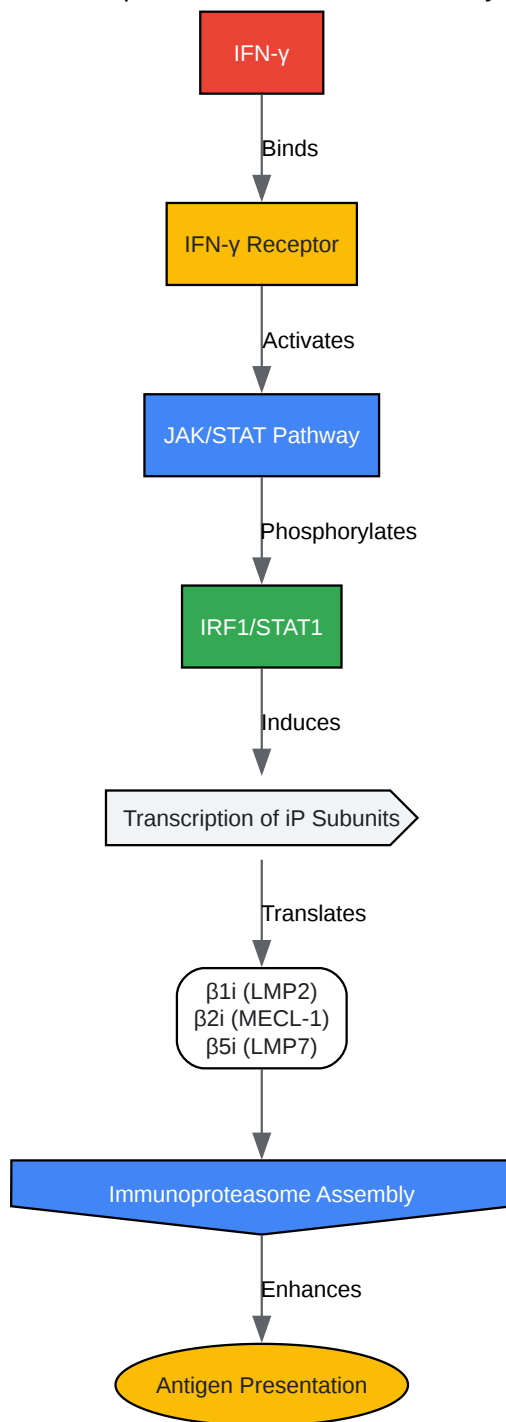 IFN-γ
Binds
IFN-γ Receptor
Activates
JAK/STAT Pathway
Phosphorylates
IRF1/STAT1
Induces
Transcription of iP Subunits
Translates
β1i (LMP2)
β2i (MECL-1)
β5i (LMP7)
Immunoproteasome Assembly
Enhances
Antigen Presentation